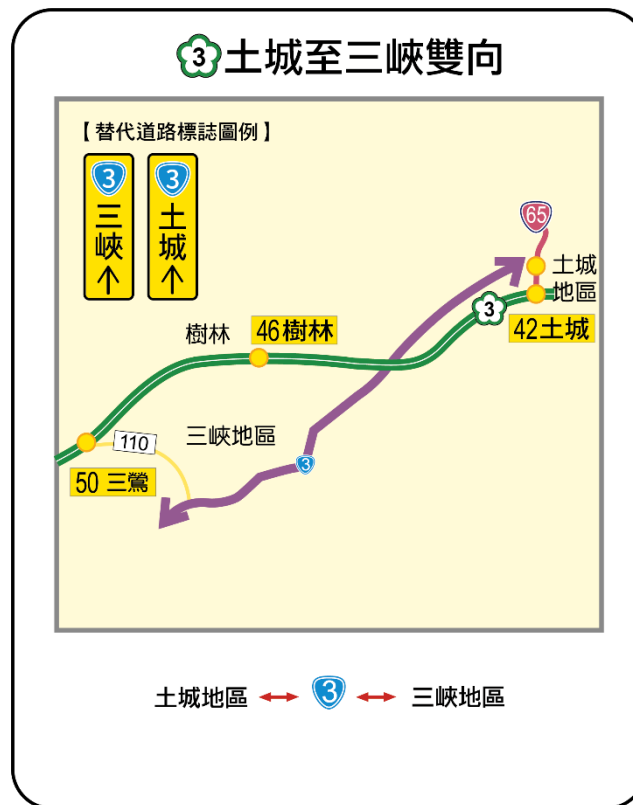 3土城至三峽雙向
【替代道路標誌圖例】
3 三峽↑
3 土城↑
65
土城
地區
3
42土城
樹林
46樹林
三峽地區
110
50 三鶯
3
土城地區 ↔ 3 ↔ 三峽地區